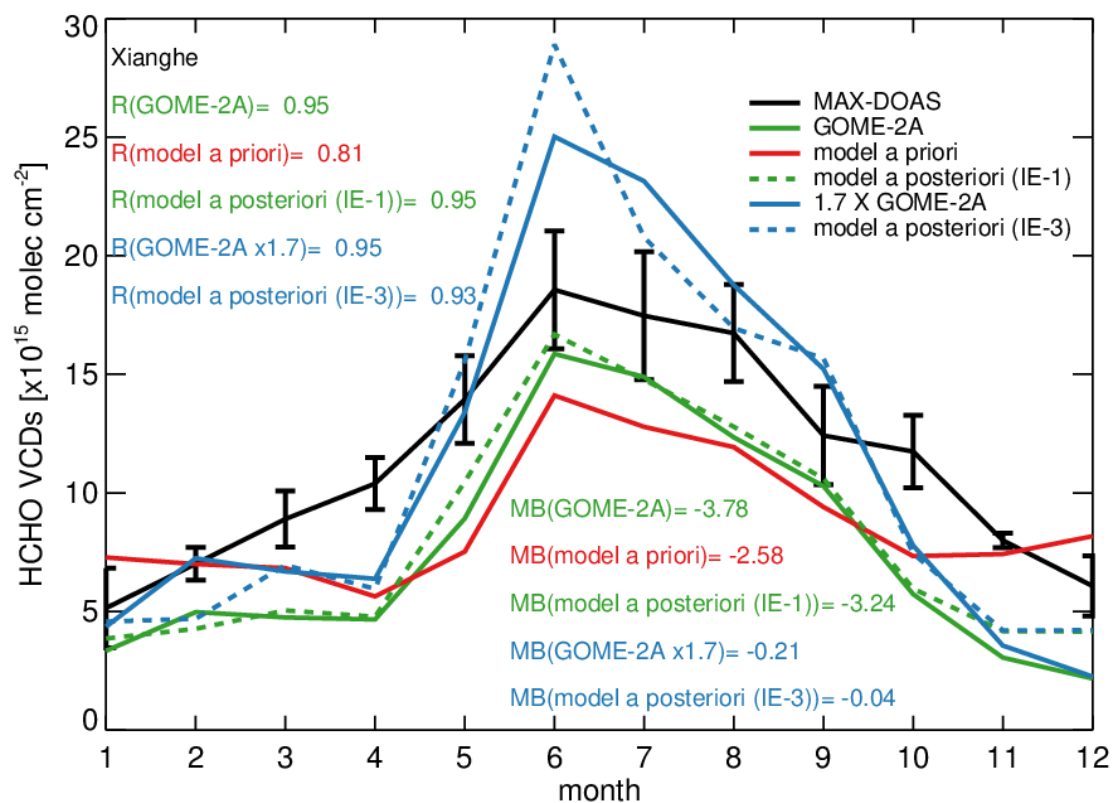 30
25
20
15
10
5
0
HCHO VCDs [x10¹⁵ molec cm⁻²]
Xianghe
R(GOME-2A)= 0.95
R(model a priori)= 0.81
R(model a posteriori (IE-1))= 0.95
R(GOME-2A x1.7)= 0.95
R(model a posteriori (IE-3))= 0.93
MAX-DOAS
GOME-2A
model a priori
model a posteriori (IE-1)
1.7 X GOME-2A
model a posteriori (IE-3)
MB(GOME-2A)= -3.78
MB(model a priori)= -2.58
MB(model a posteriori (IE-1))= -3.24
MB(GOME-2A x1.7)= -0.21
MB(model a posteriori (IE-3))= -0.04
1 2 3 4 5 6 7 8 9 10 11 12
month